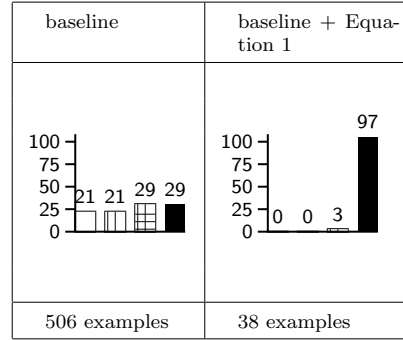 baseline
baseline + Equa-
tion 1
100
75
50
25
0
21 21 29 29
100
75
50
25
0
0 0 3 97
506 examples
38 examples